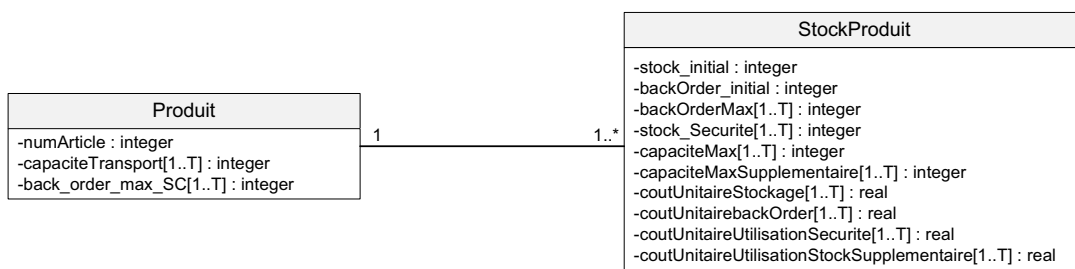 Produit
-numArticle : integer
-capaciteTransport[1..T] : integer
-back_order_max_SC[1..T] : integer
1
1..*
StockProduit
-stock_initial : integer
-backOrder_initial : integer
-backOrderMax[1..T] : integer
-stock_Securite[1..T] : integer
-capaciteMax[1..T] : integer
-capaciteMaxSupplementaire[1..T] : integer
-coutUnitaireStockage[1..T] : real
-coutUnitairebackOrder[1..T] : real
-coutUnitaireUtilisationSecurite[1..T] : real
-coutUnitaireUtilisationStockSupplementaire[1..T] : real